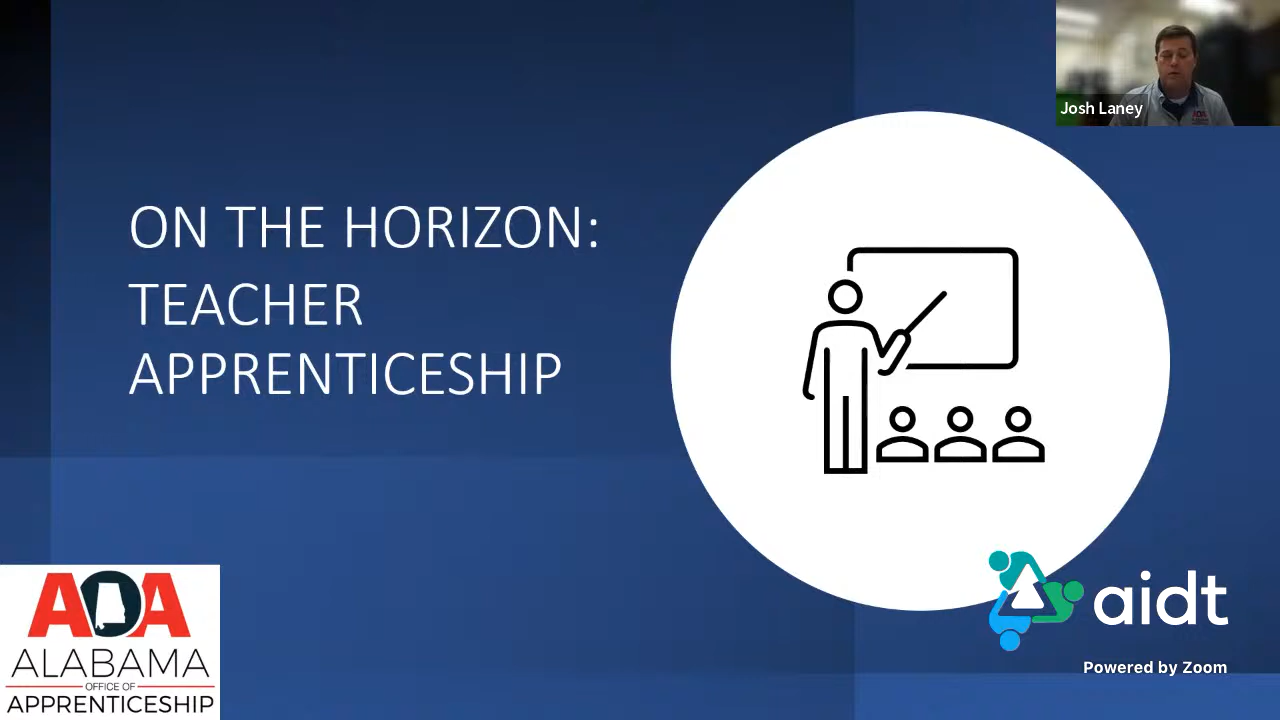 Josh Laney
ON THE HORIZON:
TEACHER
APPRENTICESHIP
AOA
ALABAMA
OFFICE OF
APPRENTICESHIP
aidt
Powered by Zoom